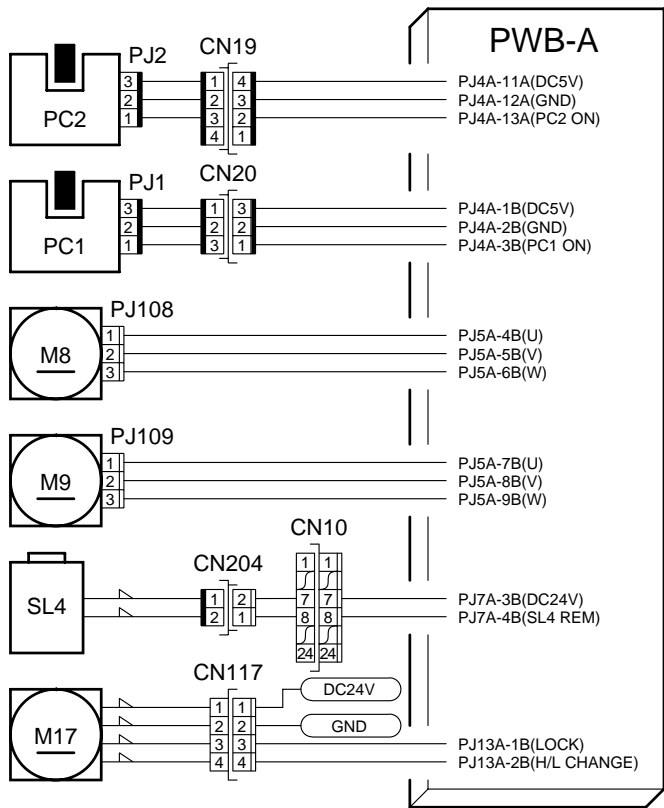 PWB-A
PJ2
CN19
3 1 4 PJ4A-11A(DC5V)
2 2 3 PJ4A-12A(GND)
1 3 2 PJ4A-13A(PC2 ON)
4 1
PC2
PJ1
CN20
3 1 3 PJ4A-1B(DC5V)
2 2 2 PJ4A-2B(GND)
1 3 1 PJ4A-3B(PC1 ON)
PC1
PJ108
1 PJ5A-4B(U)
M8 2 PJ5A-5B(V)
3 PJ5A-6B(W)
PJ109
1 PJ5A-7B(U)
M9 2 PJ5A-8B(V)
3 PJ5A-9B(W)
CN10
CN204
1 1
SL4 1 2 7 7 PJ7A-3B(DC24V)
2 1 8 8 PJ7A-4B(SL4 REM)
24 24
CN117
DC24V
1 1
2 2 GND
M17 3 3 PJ13A-1B(LOCK)
4 4 PJ13A-2B(H/L CHANGE)